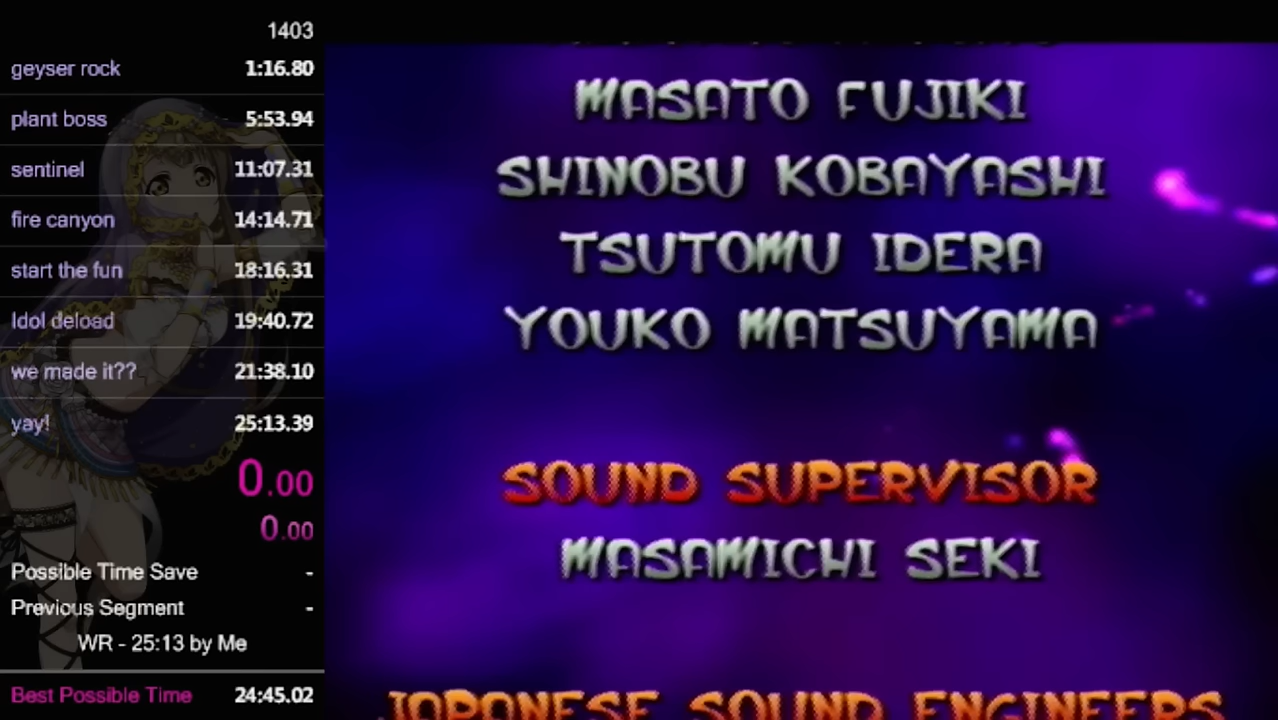 1403
geyser rock 1:16.80
plant boss 5:53.94
sentinel 11:07.31
fire canyon 14:14.71
start the fun 18:16.31
Idol deload 19:40.72
we made it?? 21:38.10
yay! 25:13.39
0.00
0.00
Possible Time Save -
Previous Segment -
WR - 25:13 by Me
Best Possible Time 24:45.02
MASATO FUJIKI
SHINOBU KOBAYASHI
TSUTOMU IDERA
YOUKO MATSUYAMA
SOUND SUPERVISOR
MASAMICHI SEKI
JAPANESE SOUND ENGINEERS